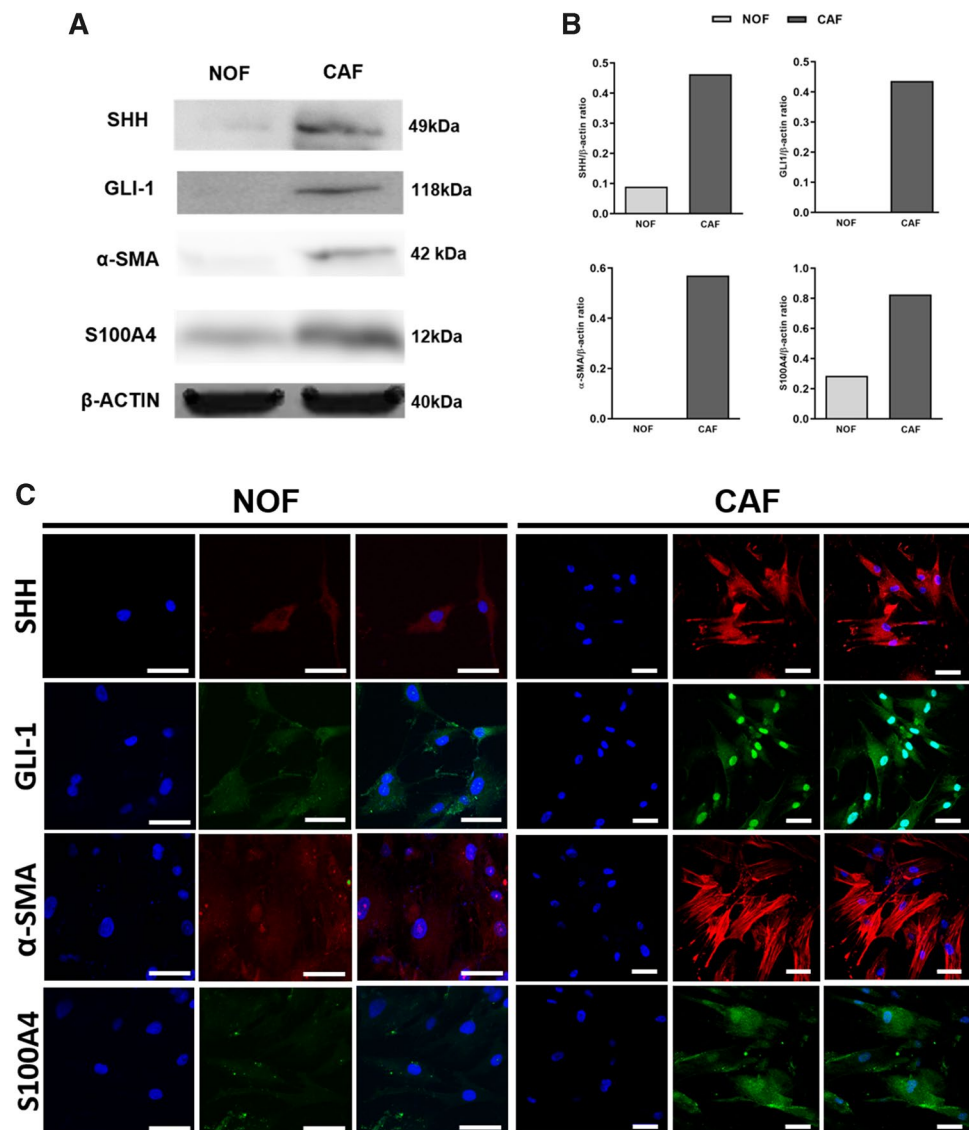 A
NOF CAF
SHH 49kDa
GLI-1 118kDa
α-SMA 42 kDa
S100A4 12kDa
β-ACTIN 40kDa
B
NOF CAF
SHH/β-actin ratio
0.5
0.4
0.3
0.2
0.1
0.0
NOF CAF
GLI1/β-actin ratio
0.5
0.4
0.3
0.2
0.1
0.0
NOF CAF
α-SMA/β-actin ratio
0.6
0.4
0.2
0.0
NOF CAF
S100A4/β-actin ratio
1.0
0.8
0.6
0.4
0.2
0.0
NOF CAF
C
NOF CAF
SHH
GLI-1
α-SMA
S100A4